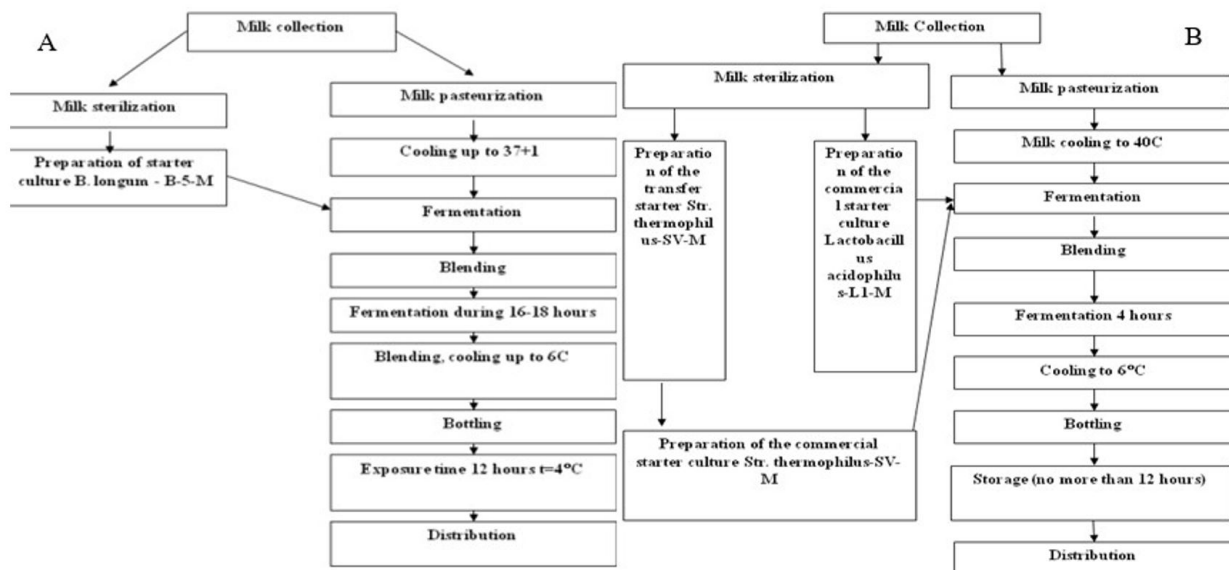 A
Milk collection
Milk sterilization
Preparation of starter
culture B. longum - B-5-M
Milk pasteurization
Cooling up to 37+1
Fermentation
Blending
Fermentation during 16-18 hours
Blending, cooling up to 6C
Bottling
Exposure time 12 hours t=4°C
Distribution
B
Milk Collection
Milk sterilization
Preparatio
n of the
transfer
starter Str.
thermophil
us-SV-M
Preparatio
n of the
commercia
l starter
culture
Lactobacill
us
acidophilu
s-L1-M
Preparation of the commercial
starter culture Str. thermophilus-SV-
M
Milk pasteurization
Milk cooling to 40C
Fermentation
Blending
Fermentation 4 hours
Cooling to 6°C
Bottling
Storage (no more than 12 hours)
Distribution